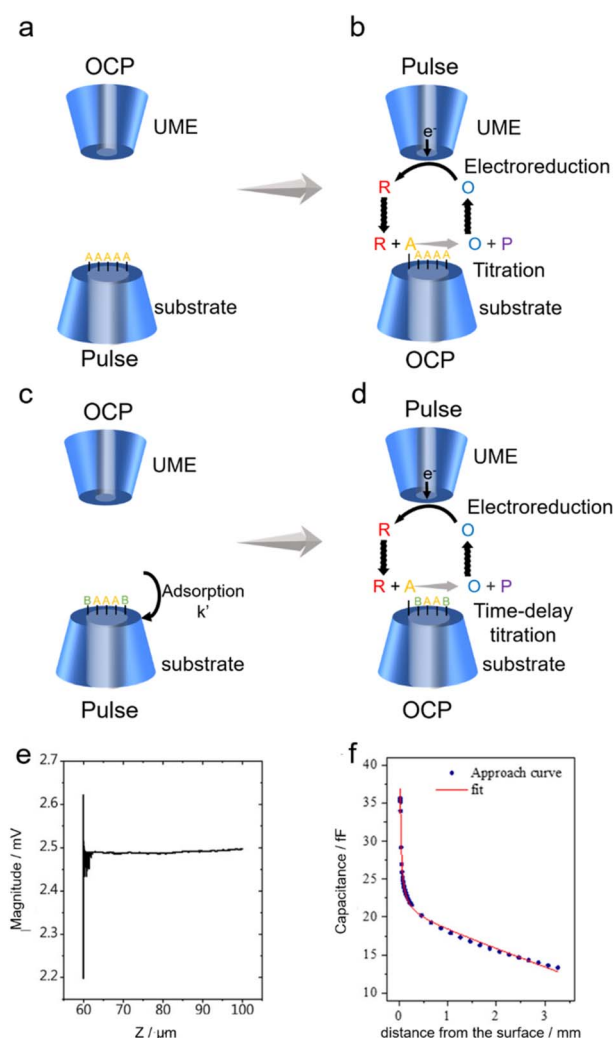 a
OCP
UME
AAAAA
substrate
Pulse
b
Pulse
e-
UME
Electroreduction
R
O
R + A
O + P
AAAA
Titration
substrate
OCP
c
OCP
UME
BAAAB
Adsorption
k'
substrate
Pulse
d
Pulse
e-
UME
Electroreduction
R
O
R + A
O + P
BAAB
Time-delay
titration
substrate
OCP
e
Magnitude / mV
2.7
2.6
2.5
2.4
2.3
2.2
60
70
80
90
100
Z / µm
f
Capacitance / fF
40
35
30
25
20
15
10
Approach curve
fit
0
1
2
3
distance from the surface / mm